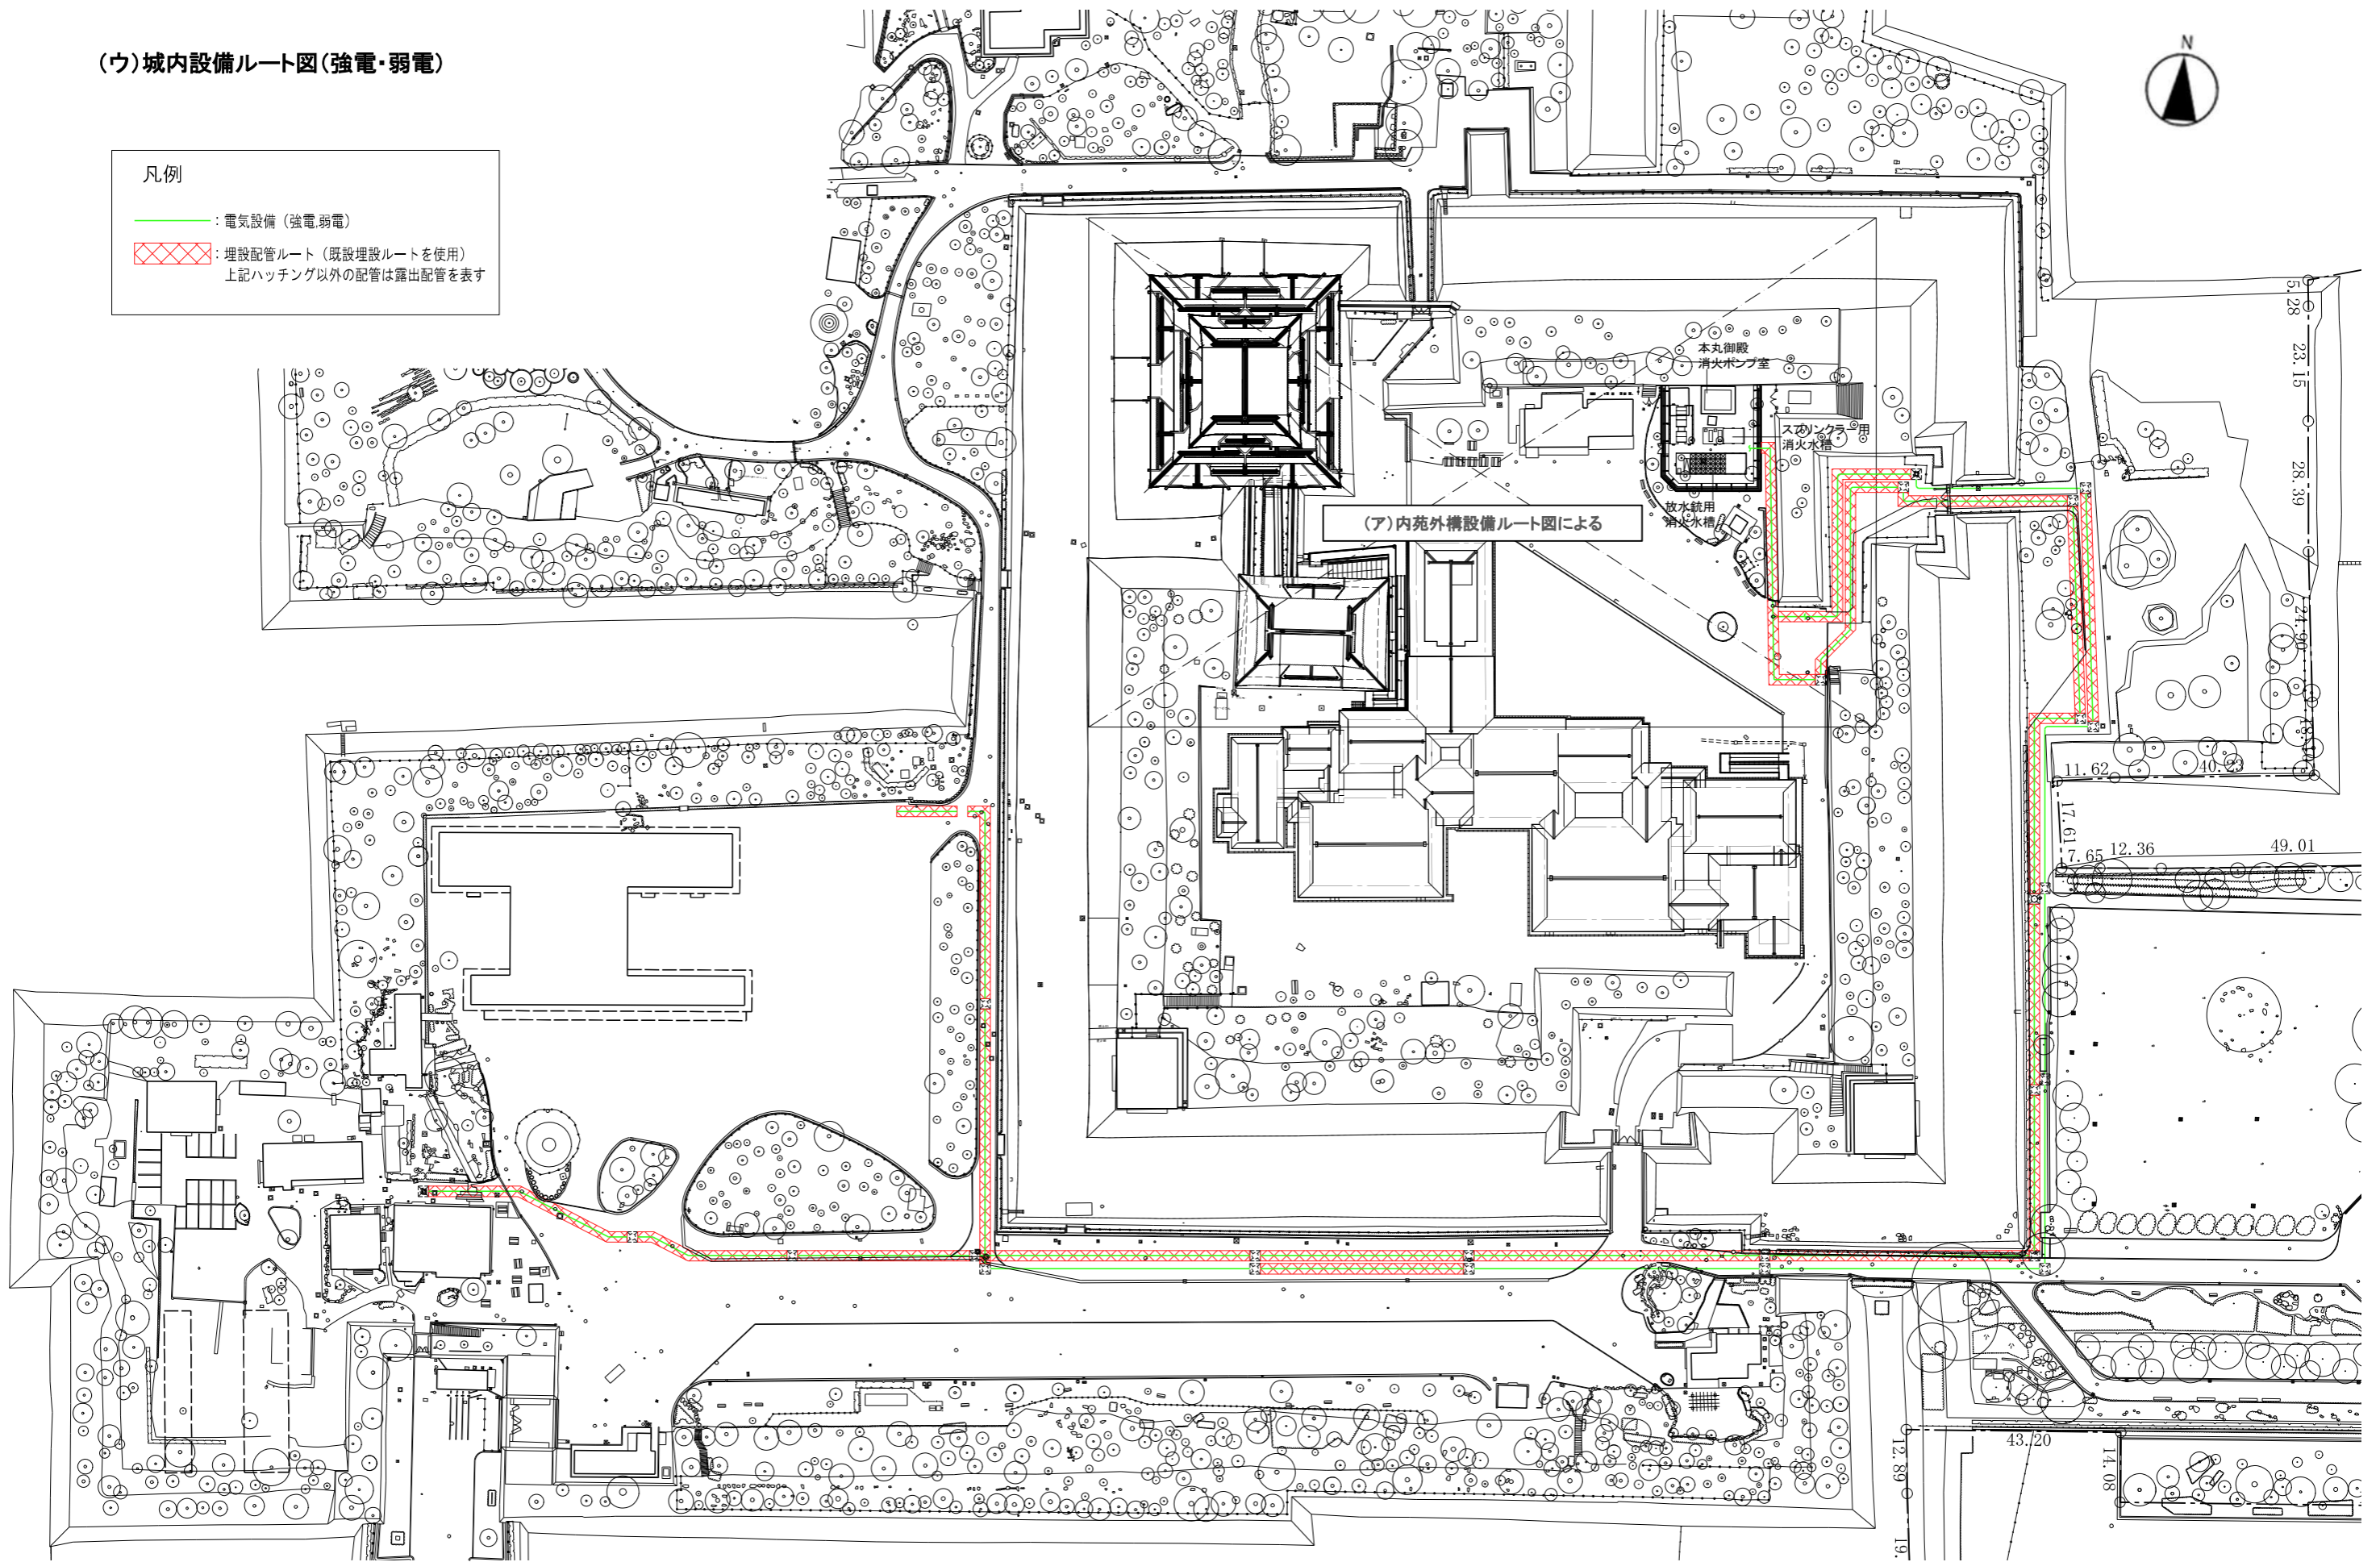 (ウ)城内設備ルート図(強電・弱電)
N
凡例
：電気設備（強電,弱電）
：埋設配管ルート（既設埋設ルートを使用）
上記ハッチング以外の配管は露出配管を表す
本丸御殿
消火ポンプ室
スプリンクラー用
消火水槽
放水銃用
消火水槽
(ア)内苑外構設備ルート図による
5.28
23.15
28.39
24.90
11.62
40.23
17.61
7.65
12.36
49.01
43.20
12.39
14.08
19.